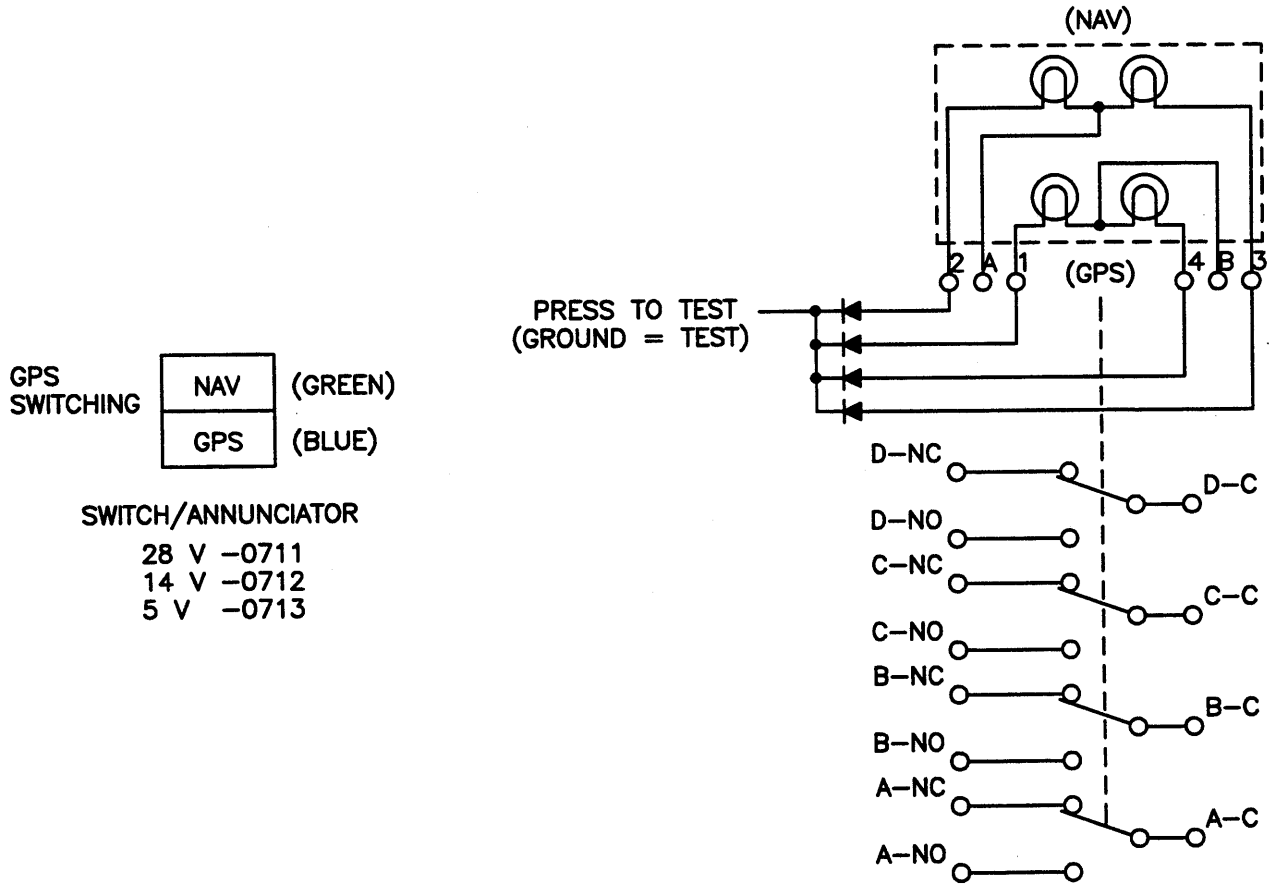 (NAV)
2 A 1 (GPS) 4 B 3
PRESS TO TEST
(GROUND = TEST)
GPS
SWITCHING
NAV (GREEN)
GPS (BLUE)
SWITCH/ANNUNCIATOR
28 V -0711
14 V -0712
5 V -0713
D-NC
D-C
D-NO
C-NC
C-C
C-NO
B-NC
B-C
B-NO
A-NC
A-C
A-NO